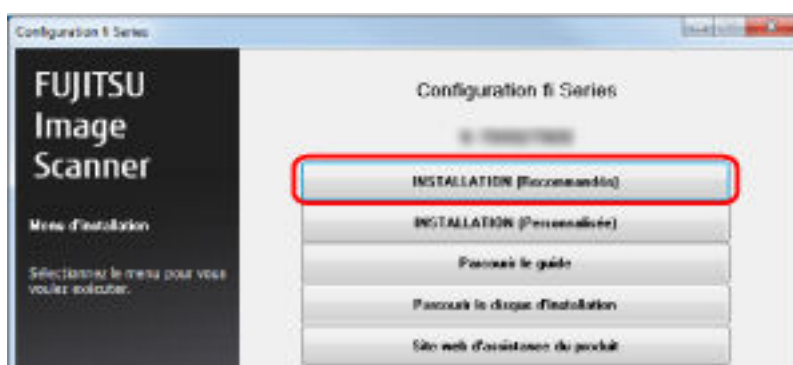 Configuration fi Series
FUJITSU
Image
Scanner
Menu d'installation
Sélectionnez le menu pour vous
voulez exécuter.
Configuration fi Series
INSTALLATION (Recommandée)
INSTALLATION (Personnalisée)
Parcourir le guide
Parcourir le disque d'installation
Site web d'assistance du produit